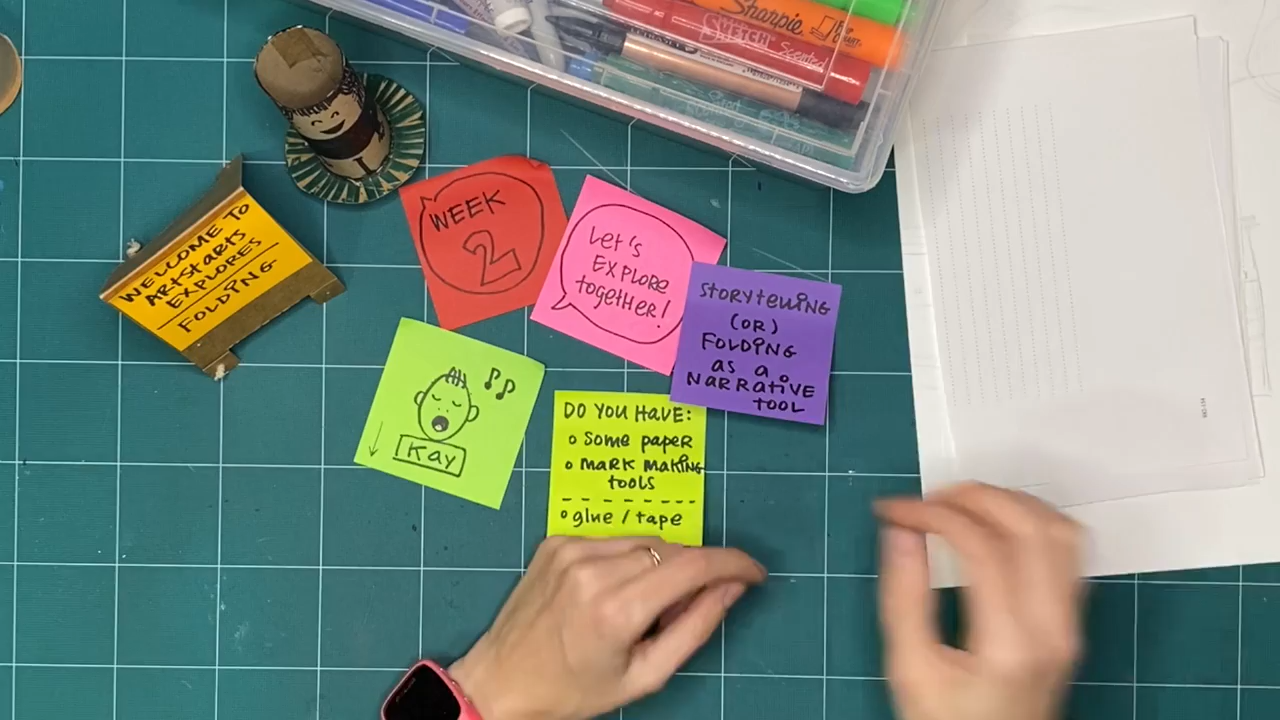 WELCOME TO
ARTSTARTS
EXPLORES
FOLDING
WEEK
2
Let's
EXPLORE
together!
STORYTELLING
(OR)
FOLDING
as a
NARRATIVE
TOOL
Kay
DO YOU HAVE:
o some paper
o mark making
tools
o glue / tape
Sharpie
SKETCH
Scented